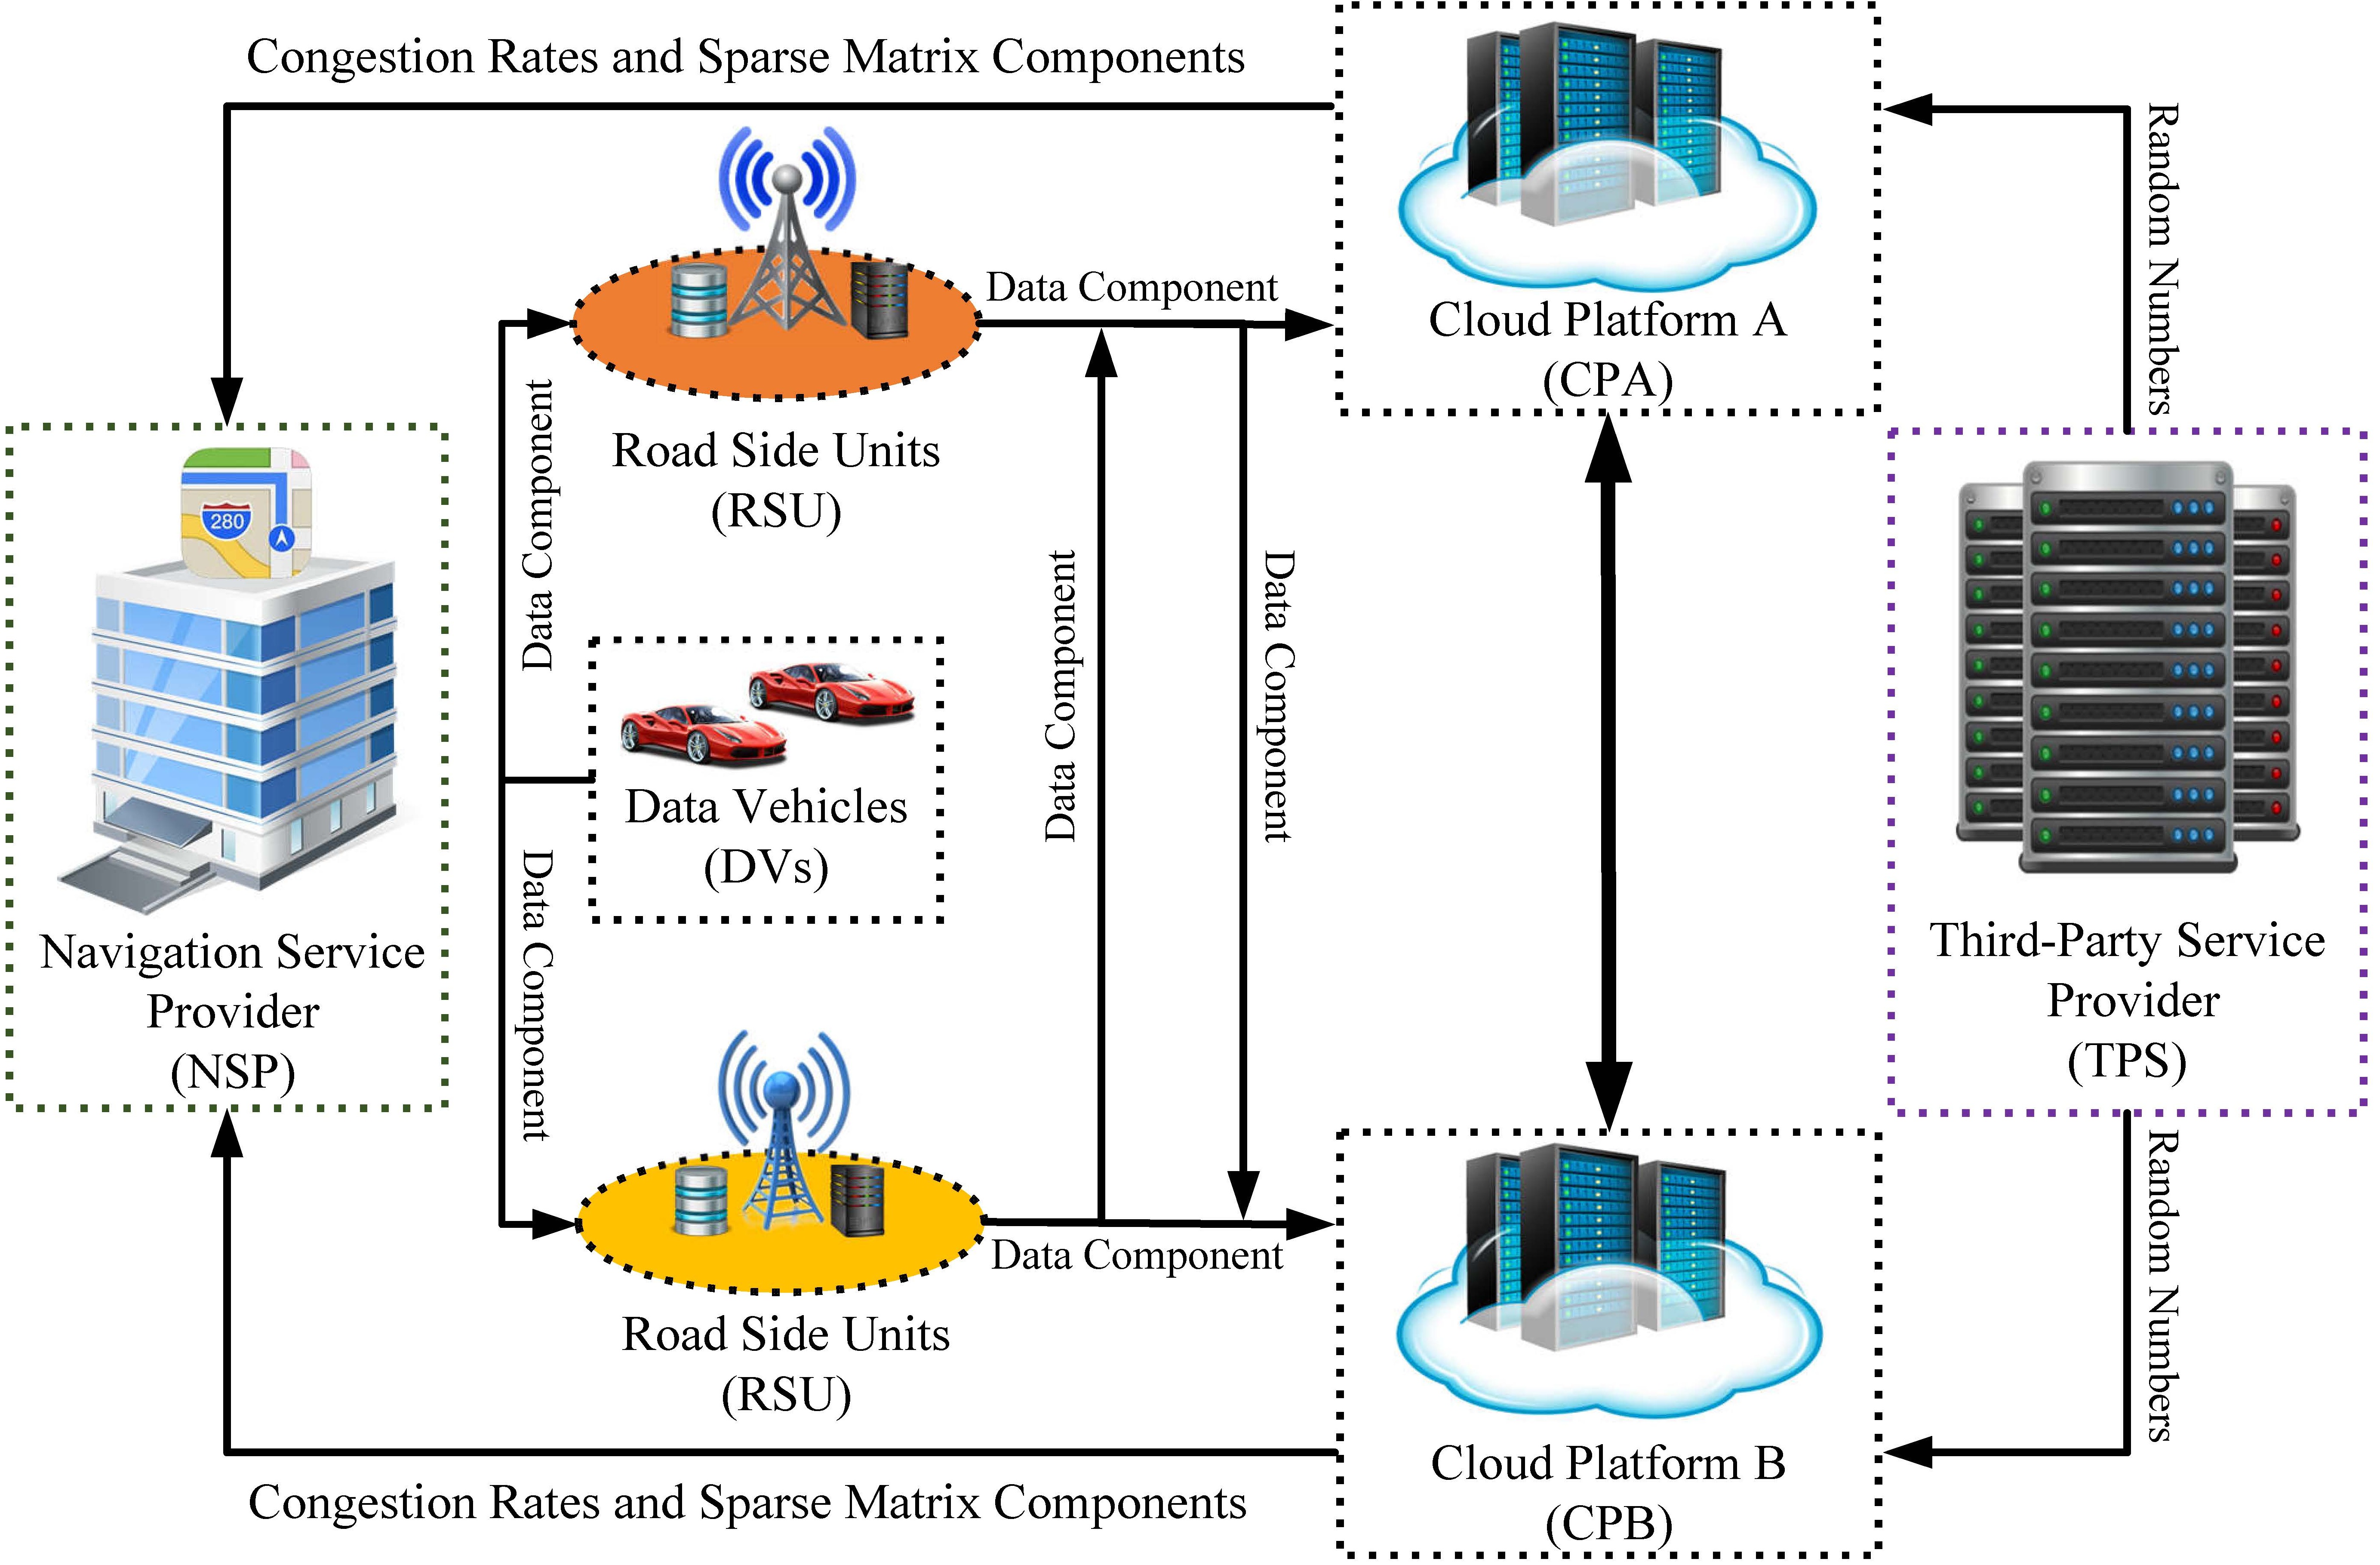 Congestion Rates and Sparse Matrix Components
Random Numbers
Data Component
Cloud Platform A
(CPA)
Data Component
Road Side Units
(RSU)
280
Data Component
Data Component
Data Vehicles
(DVs)
Data Component
Navigation Service
Provider
(NSP)
Third-Party Service
Provider
(TPS)
Random Numbers
Data Component
Road Side Units
(RSU)
Cloud Platform B
(CPB)
Congestion Rates and Sparse Matrix Components